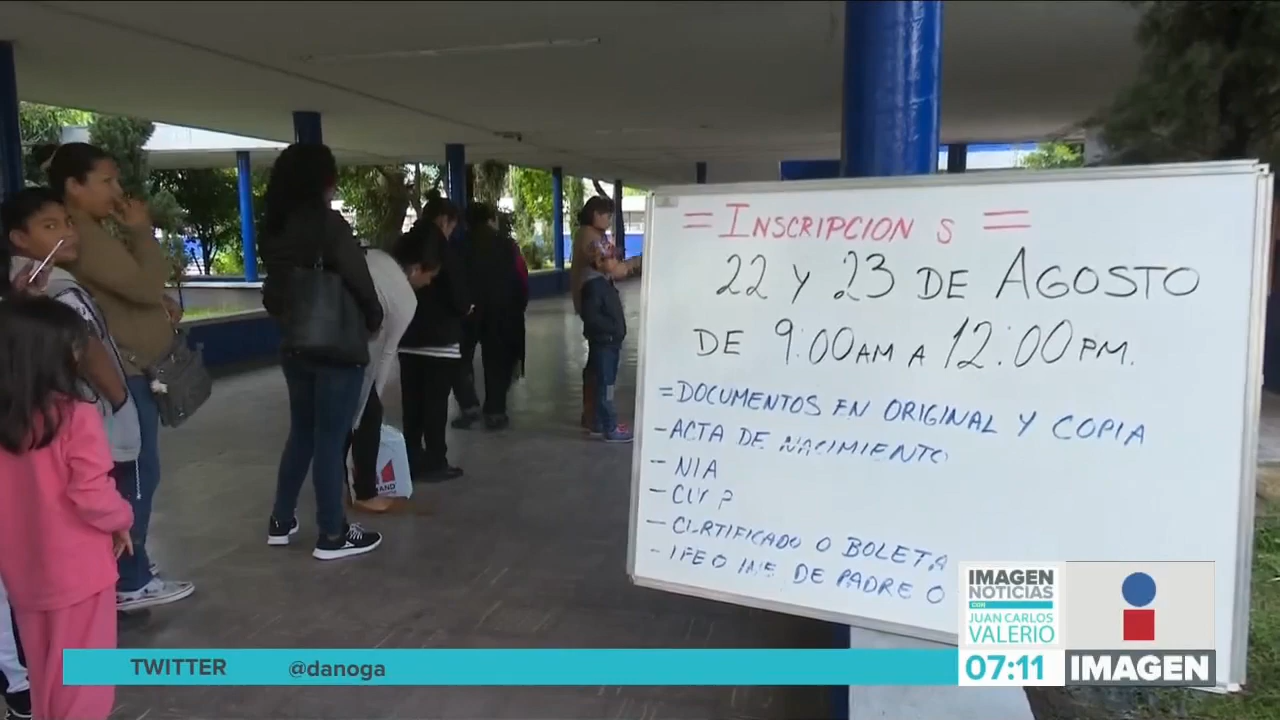 = INSCRIPCION S =
22 Y 23 DE AGOSTO
DE 9:00AM A 12:00PM.
=DOCUMENTOS EN ORIGINAL Y COPIA
-ACTA DE NACIMIENTO
-NIA
-CURP
-CERTIFICADO O BOLETA
-IFE O INE DE PADRE O
IMAGEN
NOTICIAS
CON
JUAN CARLOS
VALERIO
TWITTER @danoga
07:11 IMAGEN